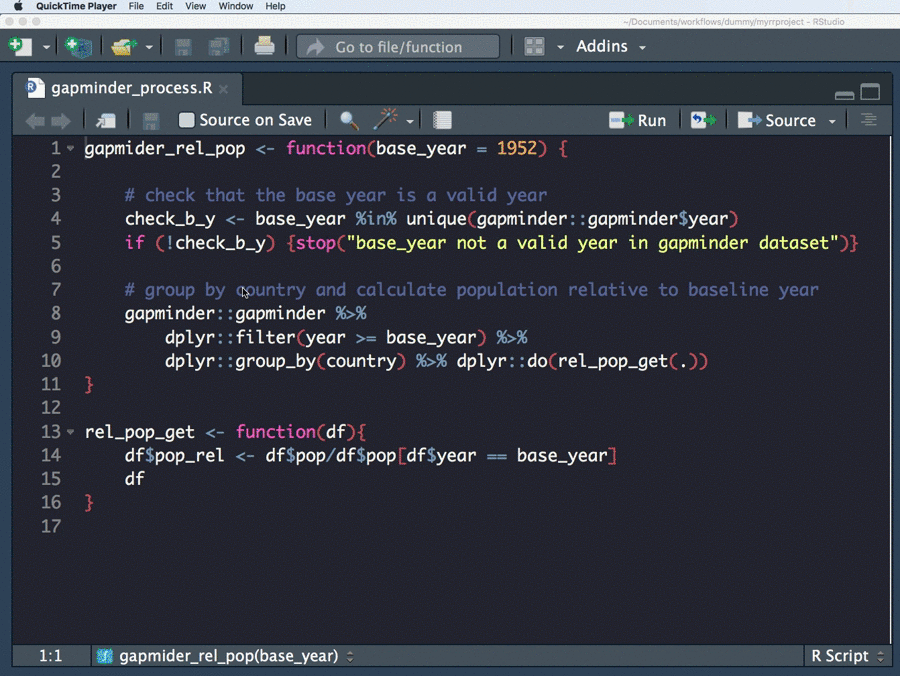 QuickTime Player File Edit View Window Help
~/Documents/workflows/dummy/myrrproject - RStudio
Go to file/function Addins
gapminder_process.R
Source on Save Run Source
1 gapmider_rel_pop <- function(base_year = 1952) {
2
3 # check that the base year is a valid year
4 check_b_y <- base_year %in% unique(gapminder::gapminder$year)
5 if (!check_b_y) {stop("base_year not a valid year in gapminder dataset")}
6
7 # group by country and calculate population relative to baseline year
8 gapminder::gapminder %>%
9 dplyr::filter(year >= base_year) %>%
10 dplyr::group_by(country) %>% dplyr::do(rel_pop_get(.))
11 }
12
13 rel_pop_get <- function(df){
14 df$pop_rel <- df$pop/df$pop[df$year == base_year]
15 df
16 }
17
1:1 gapmider_rel_pop(base_year) R Script